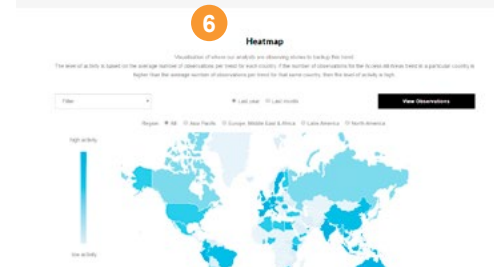 6
Heatmap
Visualisation of where our analysts are observing stories to backup this trend.
The level of activity is based on the average number of observations per trend for each country. If the number of observations for the trend in a particular country is
higher than the average number of observations per trend for that same country, then the level of activity is high.
Filter Last year Last month View Observations
Region All Asia Pacific Europe, Middle East & Africa Latin America North America
high activity
low activity